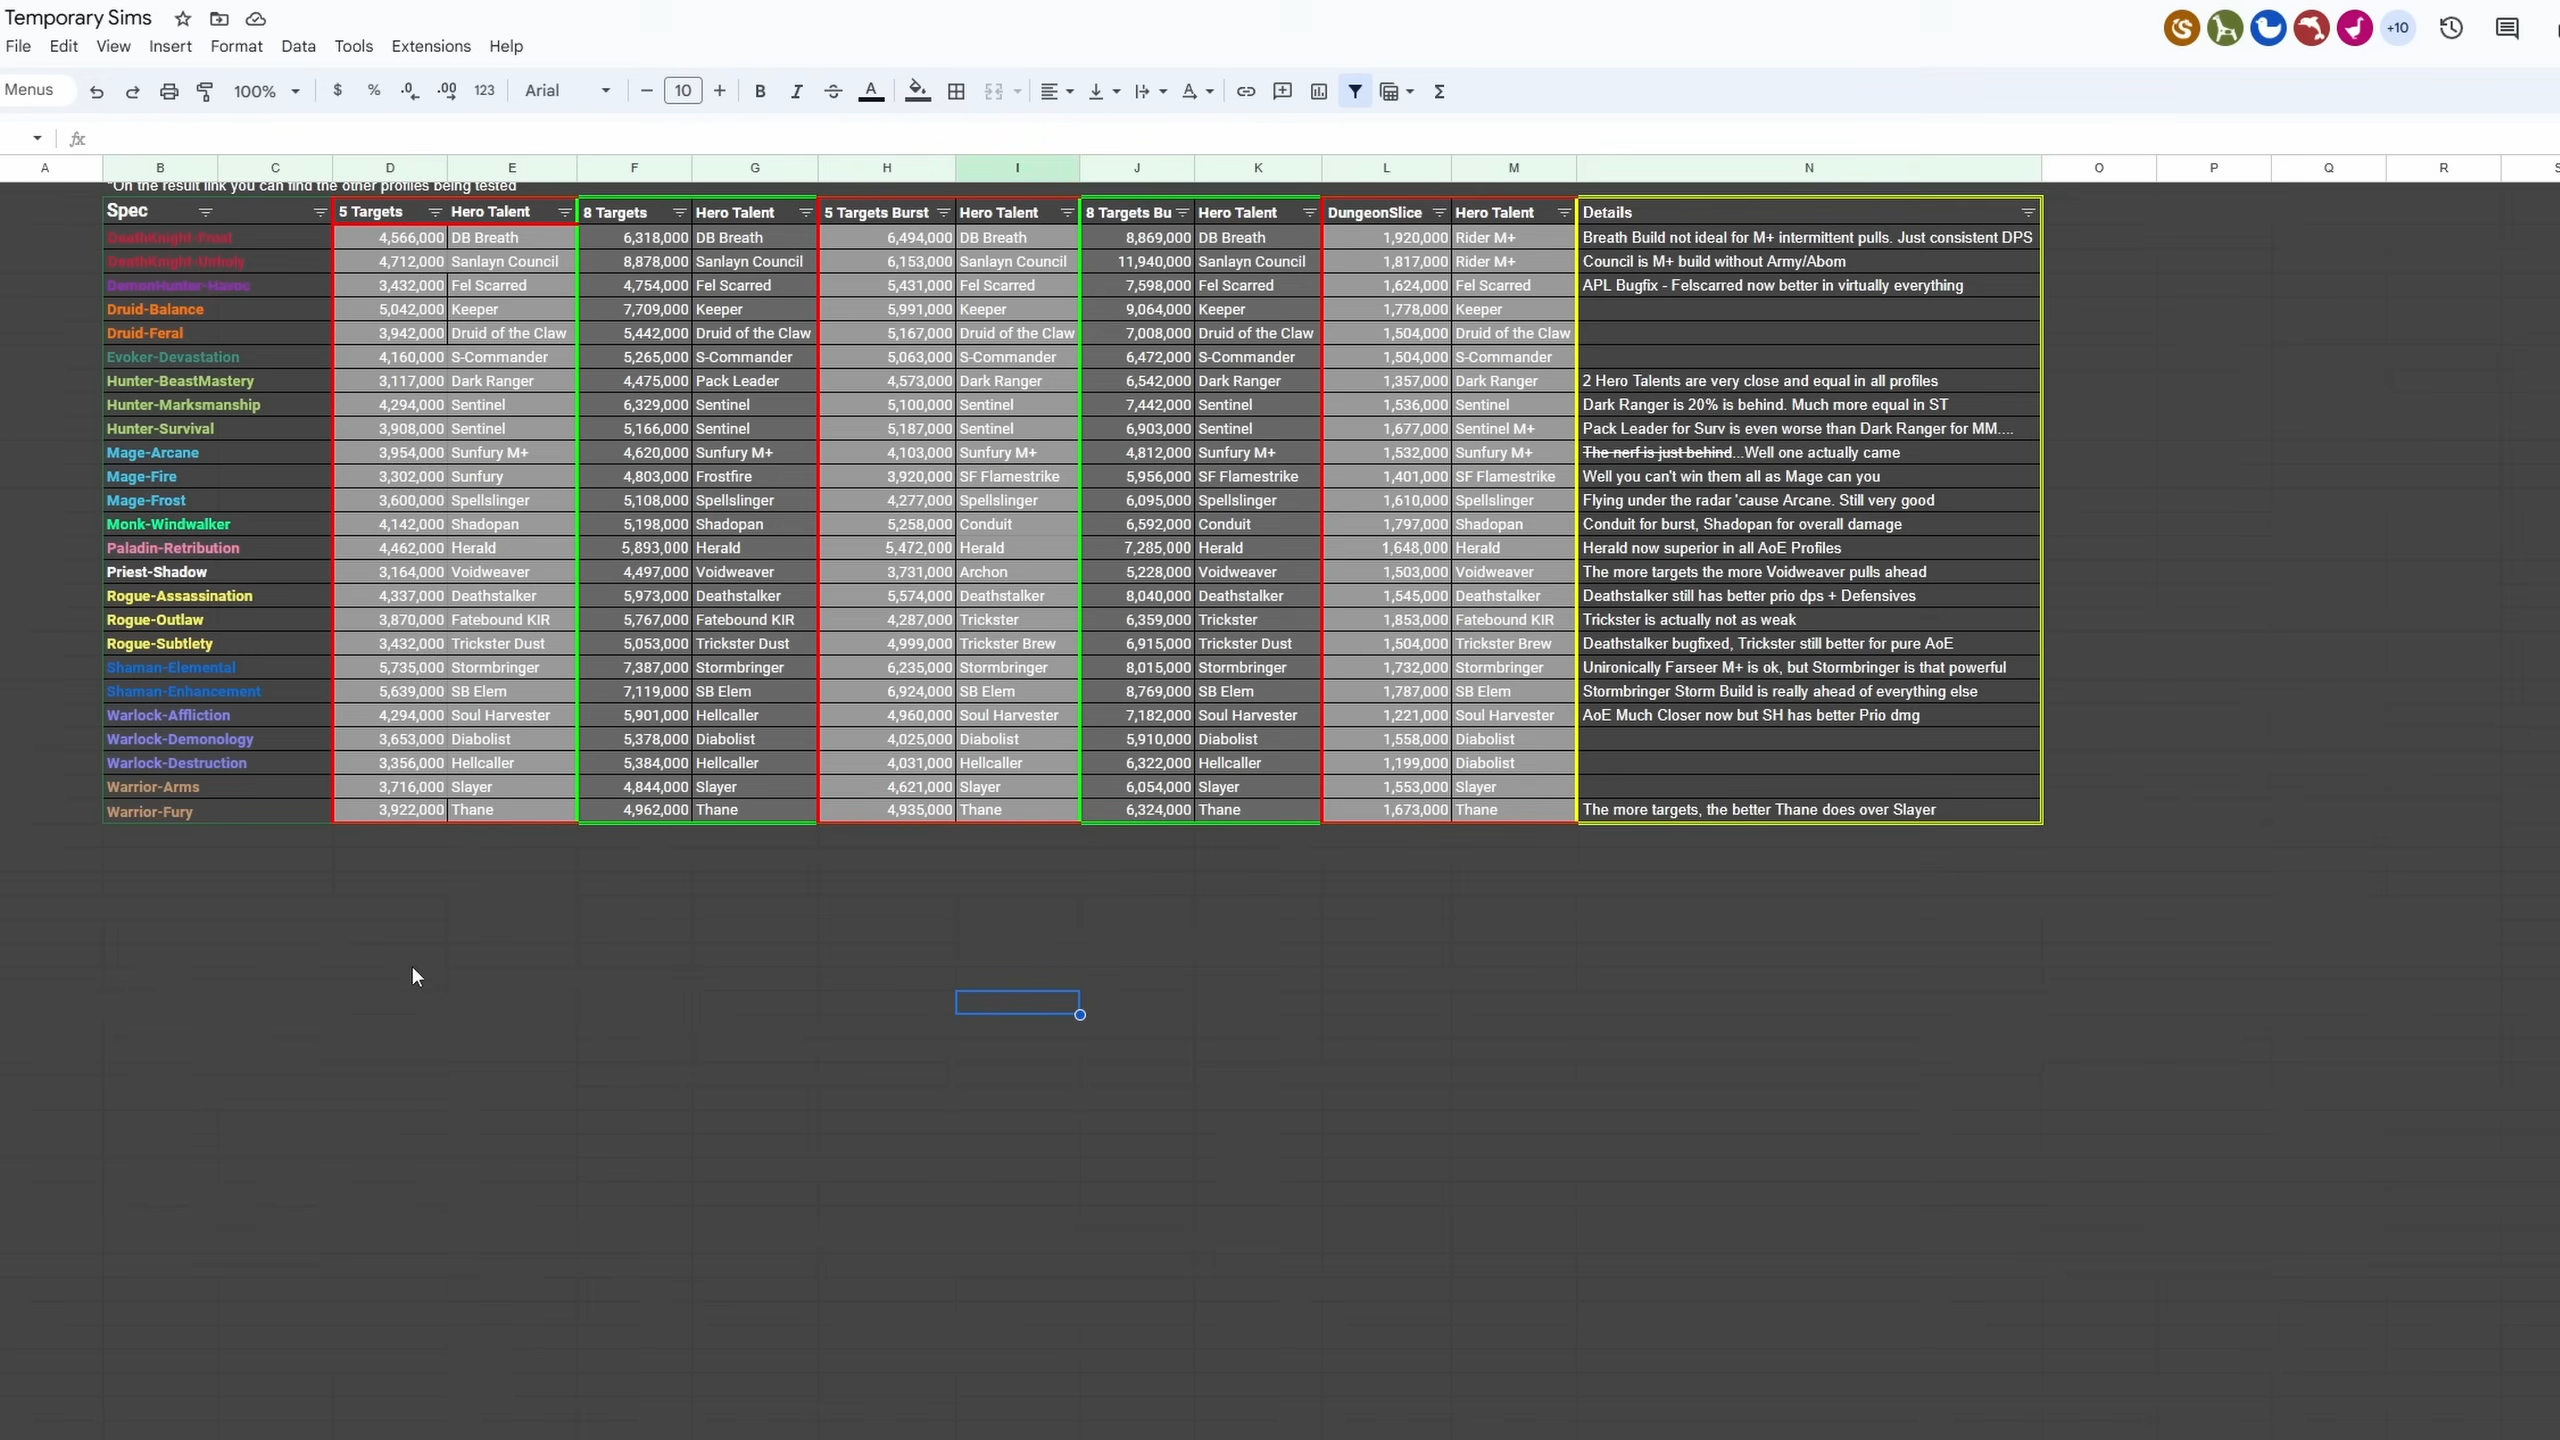 Temporary Sims
+10
File Edit View Insert Format Data Tools Extensions Help
Menus 100% $ % .0 .00 123 Arial 10 B I S A Σ
fx
A B C D E F G H I J K L M N O P Q R S
*On the result link you can find the other profiles being tested
Spec 5 Targets Hero Talent 8 Targets Hero Talent 5 Targets Burst Hero Talent 8 Targets Bu Hero Talent DungeonSlice Hero Talent Details
DeathKnight-Frost 4,566,000 DB Breath 6,318,000 DB Breath 6,494,000 DB Breath 8,869,000 DB Breath 1,920,000 Rider M+ Breath Build not ideal for M+ intermittent pulls. Just consistent DPS
DeathKnight-Unholy 4,712,000 Sanlayn Council 8,878,000 Sanlayn Council 6,153,000 Sanlayn Council 11,940,000 Sanlayn Council 1,817,000 Rider M+ Council is M+ build without Army/Abom
DemonHunter-Havoc 3,432,000 Fel Scarred 4,754,000 Fel Scarred 5,431,000 Fel Scarred 7,598,000 Fel Scarred 1,624,000 Fel Scarred APL Bugfix - Felscarred now better in virtually everything
Druid-Balance 5,042,000 Keeper 7,709,000 Keeper 5,991,000 Keeper 9,064,000 Keeper 1,778,000 Keeper
Druid-Feral 3,942,000 Druid of the Claw 5,442,000 Druid of the Claw 5,167,000 Druid of the Claw 7,008,000 Druid of the Claw 1,504,000 Druid of the Claw
Evoker-Devastation 4,160,000 S-Commander 5,265,000 S-Commander 5,063,000 S-Commander 6,472,000 S-Commander 1,504,000 S-Commander
Hunter-BeastMastery 3,117,000 Dark Ranger 4,475,000 Pack Leader 4,573,000 Dark Ranger 6,542,000 Dark Ranger 1,357,000 Dark Ranger 2 Hero Talents are very close and equal in all profiles
Hunter-Marksmanship 4,294,000 Sentinel 6,329,000 Sentinel 5,100,000 Sentinel 7,442,000 Sentinel 1,536,000 Sentinel Dark Ranger is 20% is behind. Much more equal in ST
Hunter-Survival 3,908,000 Sentinel 5,166,000 Sentinel 5,187,000 Sentinel 6,903,000 Sentinel 1,677,000 Sentinel M+ Pack Leader for Surv is even worse than Dark Ranger for MM....
Mage-Arcane 3,954,000 Sunfury M+ 4,620,000 Sunfury M+ 4,103,000 Sunfury M+ 4,812,000 Sunfury M+ 1,532,000 Sunfury M+ The nerf is just behind...Well one actually came
Mage-Fire 3,302,000 Sunfury 4,803,000 Frostfire 3,920,000 SF Flamestrike 5,956,000 SF Flamestrike 1,401,000 SF Flamestrike Well you can't win them all as Mage can you
Mage-Frost 3,600,000 Spellslinger 5,108,000 Spellslinger 4,277,000 Spellslinger 6,095,000 Spellslinger 1,610,000 Spellslinger Flying under the radar 'cause Arcane. Still very good
Monk-Windwalker 4,142,000 Shadopan 5,198,000 Shadopan 5,258,000 Conduit 6,592,000 Conduit 1,797,000 Shadopan Conduit for burst, Shadopan for overall damage
Paladin-Retribution 4,462,000 Herald 5,893,000 Herald 5,472,000 Herald 7,285,000 Herald 1,648,000 Herald Herald now superior in all AoE Profiles
Priest-Shadow 3,164,000 Voidweaver 4,497,000 Voidweaver 3,731,000 Archon 5,228,000 Voidweaver 1,503,000 Voidweaver The more targets the more Voidweaver pulls ahead
Rogue-Assassination 4,337,000 Deathstalker 5,973,000 Deathstalker 5,574,000 Deathstalker 8,040,000 Deathstalker 1,545,000 Deathstalker Deathstalker still has better prio dps + Defensives
Rogue-Outlaw 3,870,000 Fatebound KIR 5,767,000 Fatebound KIR 4,287,000 Trickster 6,359,000 Trickster 1,853,000 Fatebound KIR Trickster is actually not as weak
Rogue-Subtlety 3,432,000 Trickster Dust 5,053,000 Trickster Dust 4,999,000 Trickster Brew 6,915,000 Trickster Dust 1,504,000 Trickster Brew Deathstalker bugfixed, Trickster still better for pure AoE
Shaman-Elemental 5,735,000 Stormbringer 7,387,000 Stormbringer 6,235,000 Stormbringer 8,015,000 Stormbringer 1,732,000 Stormbringer Unironically Farseer M+ is ok, but Stormbringer is that powerful
Shaman-Enhancement 5,639,000 SB Elem 7,119,000 SB Elem 6,924,000 SB Elem 8,769,000 SB Elem 1,787,000 SB Elem Stormbringer Storm Build is really ahead of everything else
Warlock-Affliction 4,294,000 Soul Harvester 5,901,000 Hellcaller 4,960,000 Soul Harvester 7,182,000 Soul Harvester 1,221,000 Soul Harvester AoE Much Closer now but SH has better Prio dmg
Warlock-Demonology 3,653,000 Diabolist 5,378,000 Diabolist 4,025,000 Diabolist 5,910,000 Diabolist 1,558,000 Diabolist
Warlock-Destruction 3,356,000 Hellcaller 5,384,000 Hellcaller 4,031,000 Hellcaller 6,322,000 Hellcaller 1,199,000 Diabolist
Warrior-Arms 3,716,000 Slayer 4,844,000 Slayer 4,621,000 Slayer 6,054,000 Slayer 1,553,000 Slayer
Warrior-Fury 3,922,000 Thane 4,962,000 Thane 4,935,000 Thane 6,324,000 Thane 1,673,000 Thane The more targets, the better Thane does over Slayer